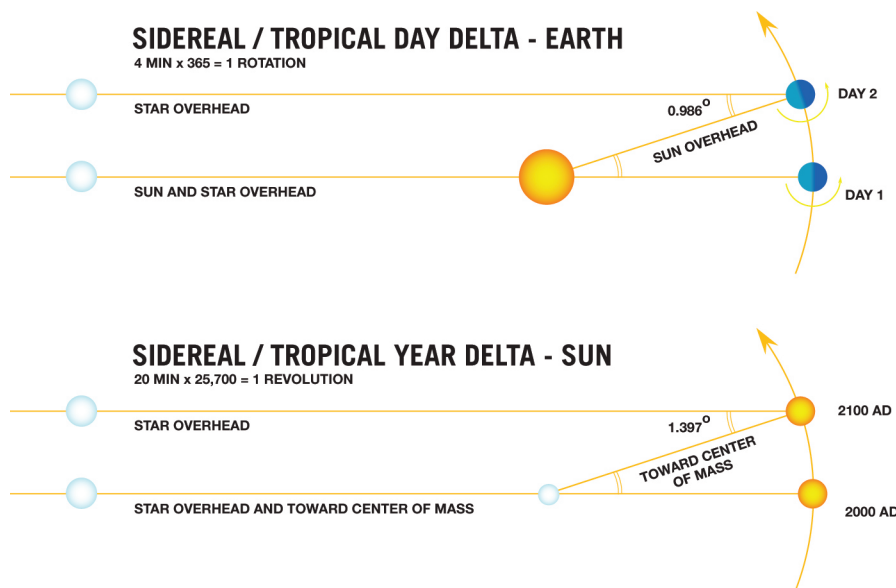 SIDEREAL / TROPICAL DAY DELTA - EARTH
4 MIN x 365 = 1 ROTATION
STAR OVERHEAD
0.986°
SUN OVERHEAD
DAY 2
SUN AND STAR OVERHEAD
DAY 1
SIDEREAL / TROPICAL YEAR DELTA - SUN
20 MIN x 25,700 = 1 REVOLUTION
STAR OVERHEAD
1.397°
TOWARD CENTER
OF MASS
2100 AD
STAR OVERHEAD AND TOWARD CENTER OF MASS
2000 AD